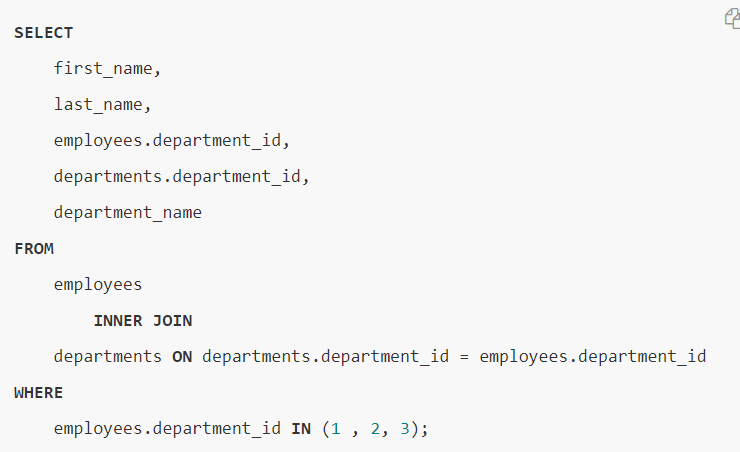 SELECT
first_name,
last_name,
employees.department_id,
departments.department_id,
department_name
FROM
employees
INNER JOIN
departments ON departments.department_id = employees.department_id
WHERE
employees.department_id IN (1 , 2, 3);